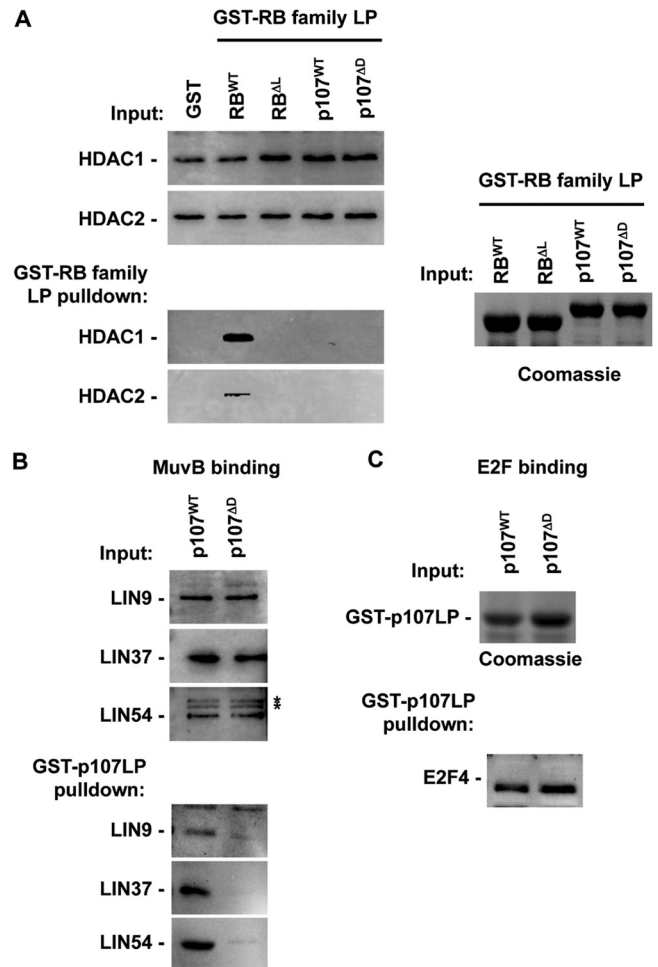 A
GST-RB family LP
Input:
GST
RBWT
RBΔL
p107WT
p107ΔD
HDAC1 -
HDAC2 -
GST-RB family
LP pulldown:
HDAC1 -
HDAC2 -
GST-RB family LP
Input:
RBWT
RBΔL
p107WT
p107ΔD
Coomassie
B
MuvB binding
Input:
p107WT
p107ΔD
LIN9 -
LIN37 -
LIN54 -
**
GST-p107LP
pulldown:
LIN9 -
LIN37 -
LIN54 -
C
E2F binding
Input:
p107WT
p107ΔD
GST-p107LP -
Coomassie
GST-p107LP
pulldown:
E2F4 -